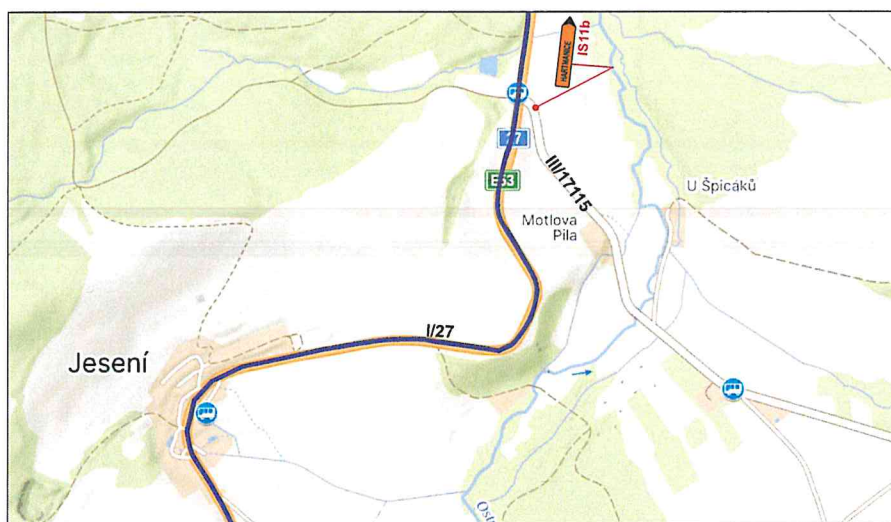 HARTMANICE
IS11b
27
E53
III/17115
U Špicáků
Motlova
Pila
I/27
Jesení